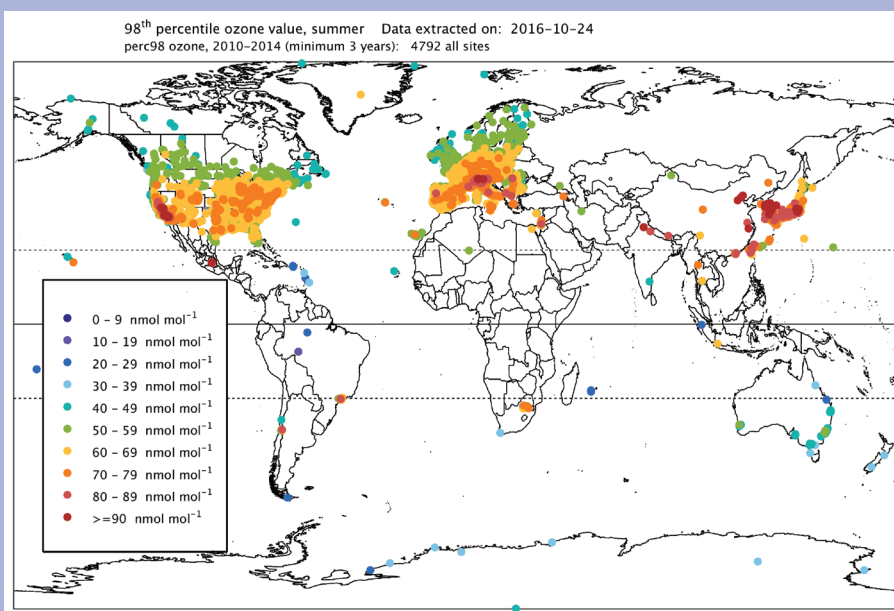 98th percentile ozone value, summer Data extracted on: 2016-10-24
perc98 ozone, 2010-2014 (minimum 3 years): 4792 all sites
0 – 9 nmol mol⁻¹
10 – 19 nmol mol⁻¹
20 – 29 nmol mol⁻¹
30 – 39 nmol mol⁻¹
40 – 49 nmol mol⁻¹
50 – 59 nmol mol⁻¹
60 – 69 nmol mol⁻¹
70 – 79 nmol mol⁻¹
80 – 89 nmol mol⁻¹
>=90 nmol mol⁻¹